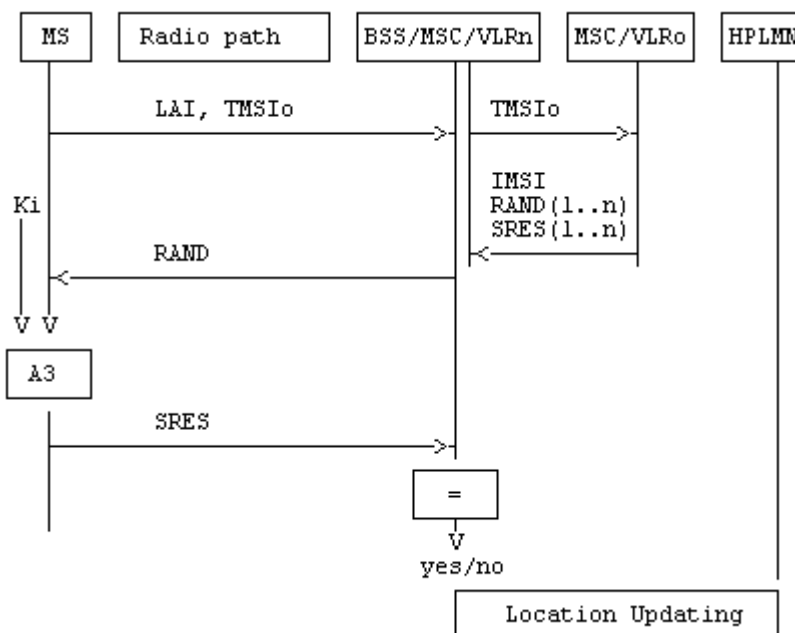 MS Radio path BSS/MSC/VLRn MSC/VLRo HPLMN
LAI, TMSIo TMSIo
IMSI
Ki RAND(1..n)
SRES(1..n)
RAND
V V
A3
SRES
=
V
yes/no
Location Updating